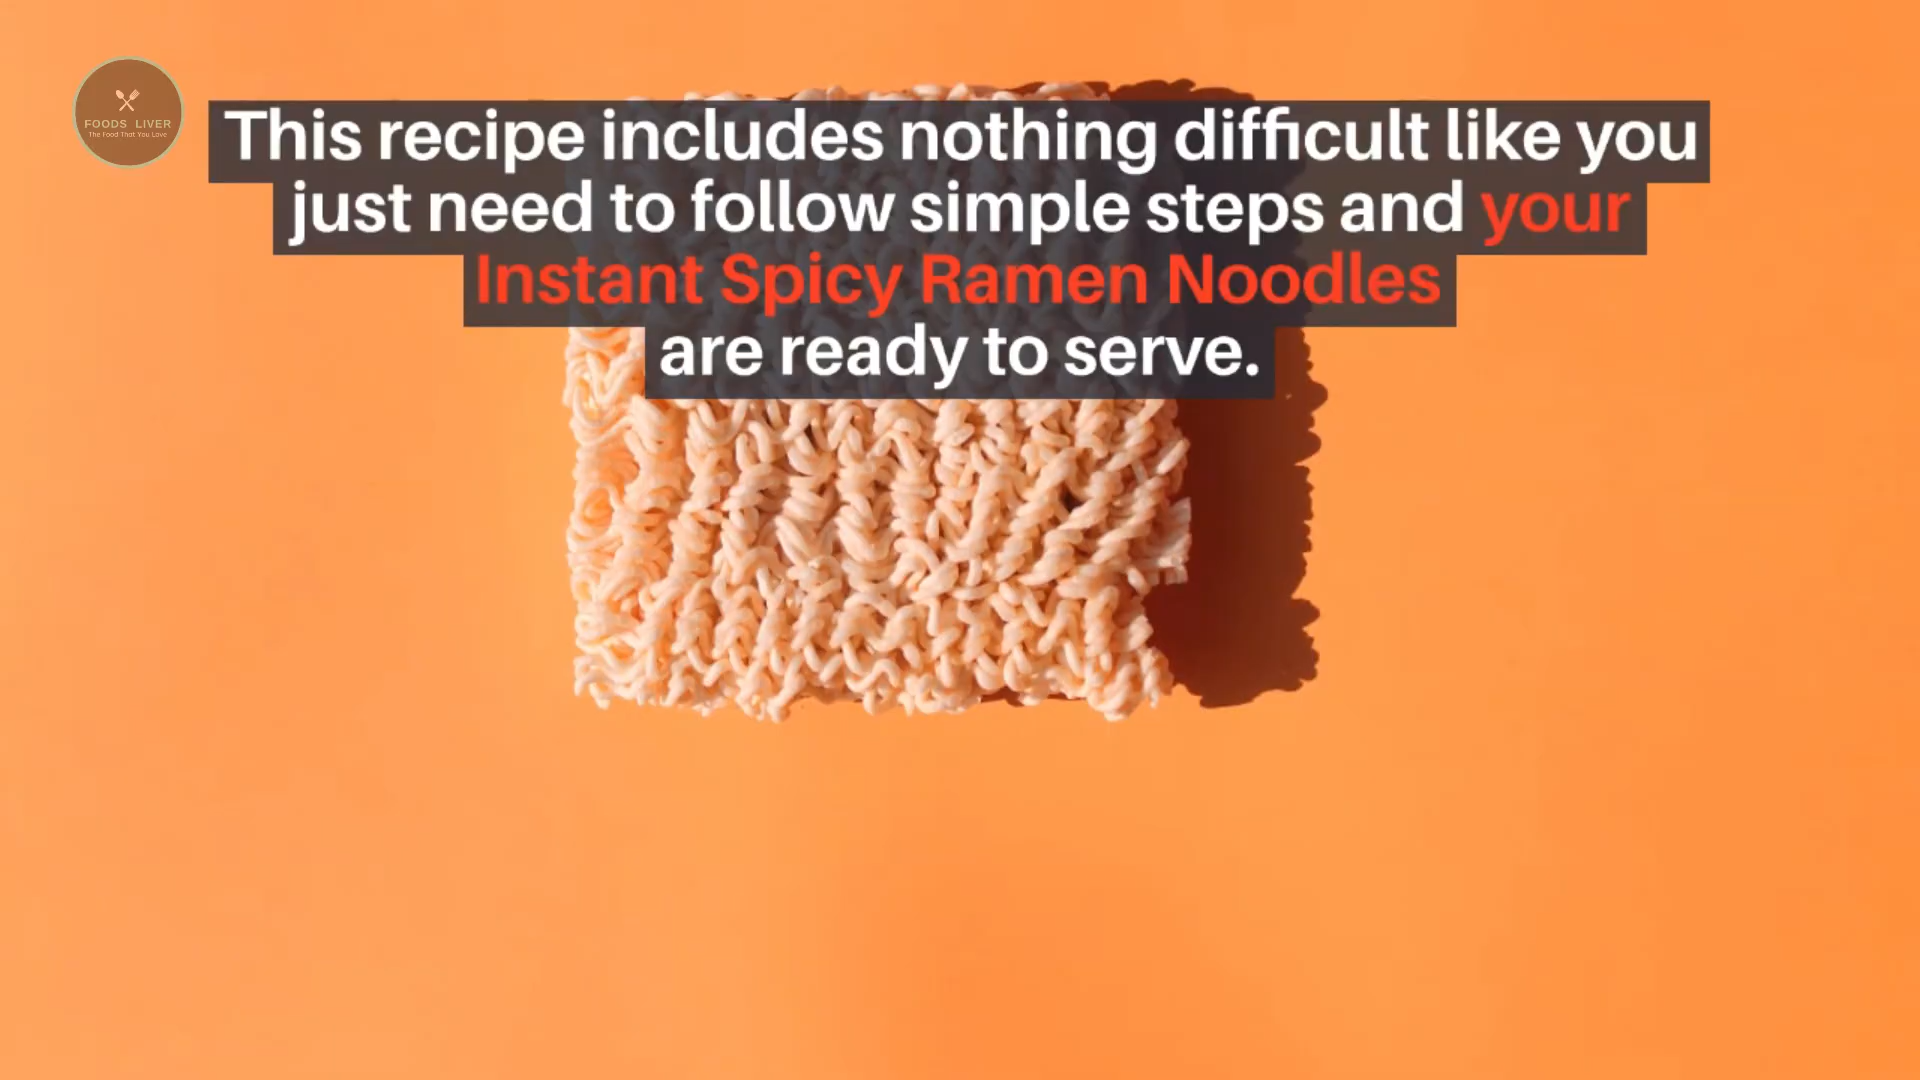 FOODS LIVER
The Food That You Love
This recipe includes nothing difficult like you
just need to follow simple steps and your
Instant Spicy Ramen Noodles
are ready to serve.